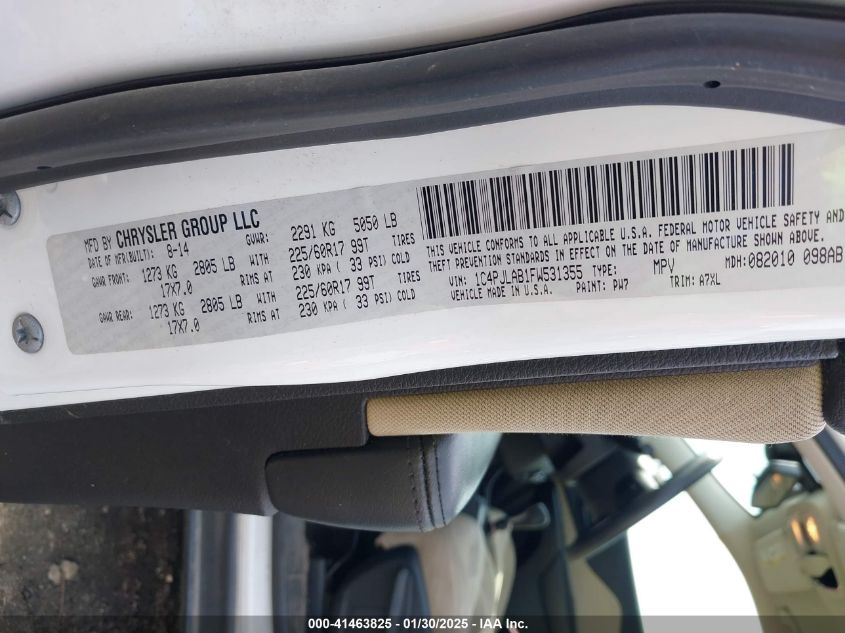 MFD BY CHRYSLER GROUP LLC
DATE OF MFR(BUILT): 8-14 GVWR: 2291 KG 5050 LB
GAWR FRONT: 1273 KG 2805 LB WITH 225/60R17 99T TIRES
17X7.0 RIMS AT 230 KPA ( 33 PSI) COLD
GAWR REAR: 1273 KG 2805 LB WITH 225/60R17 99T TIRES
17X7.0 RIMS AT 230 KPA ( 33 PSI) COLD
THIS VEHICLE CONFORMS TO ALL APPLICABLE U.S.A. FEDERAL MOTOR VEHICLE SAFETY AND
THEFT PREVENTION STANDARDS IN EFFECT ON THE DATE OF MANUFACTURE SHOWN ABOVE.
VIN: 1C4PJLAB1FW531355 TYPE: MPV MDH:082010 098AB
VEHICLE MADE IN U.S.A. PAINT: PW7 TRIM: A7XL
000-41463825 - 01/30/2025 - IAA Inc.